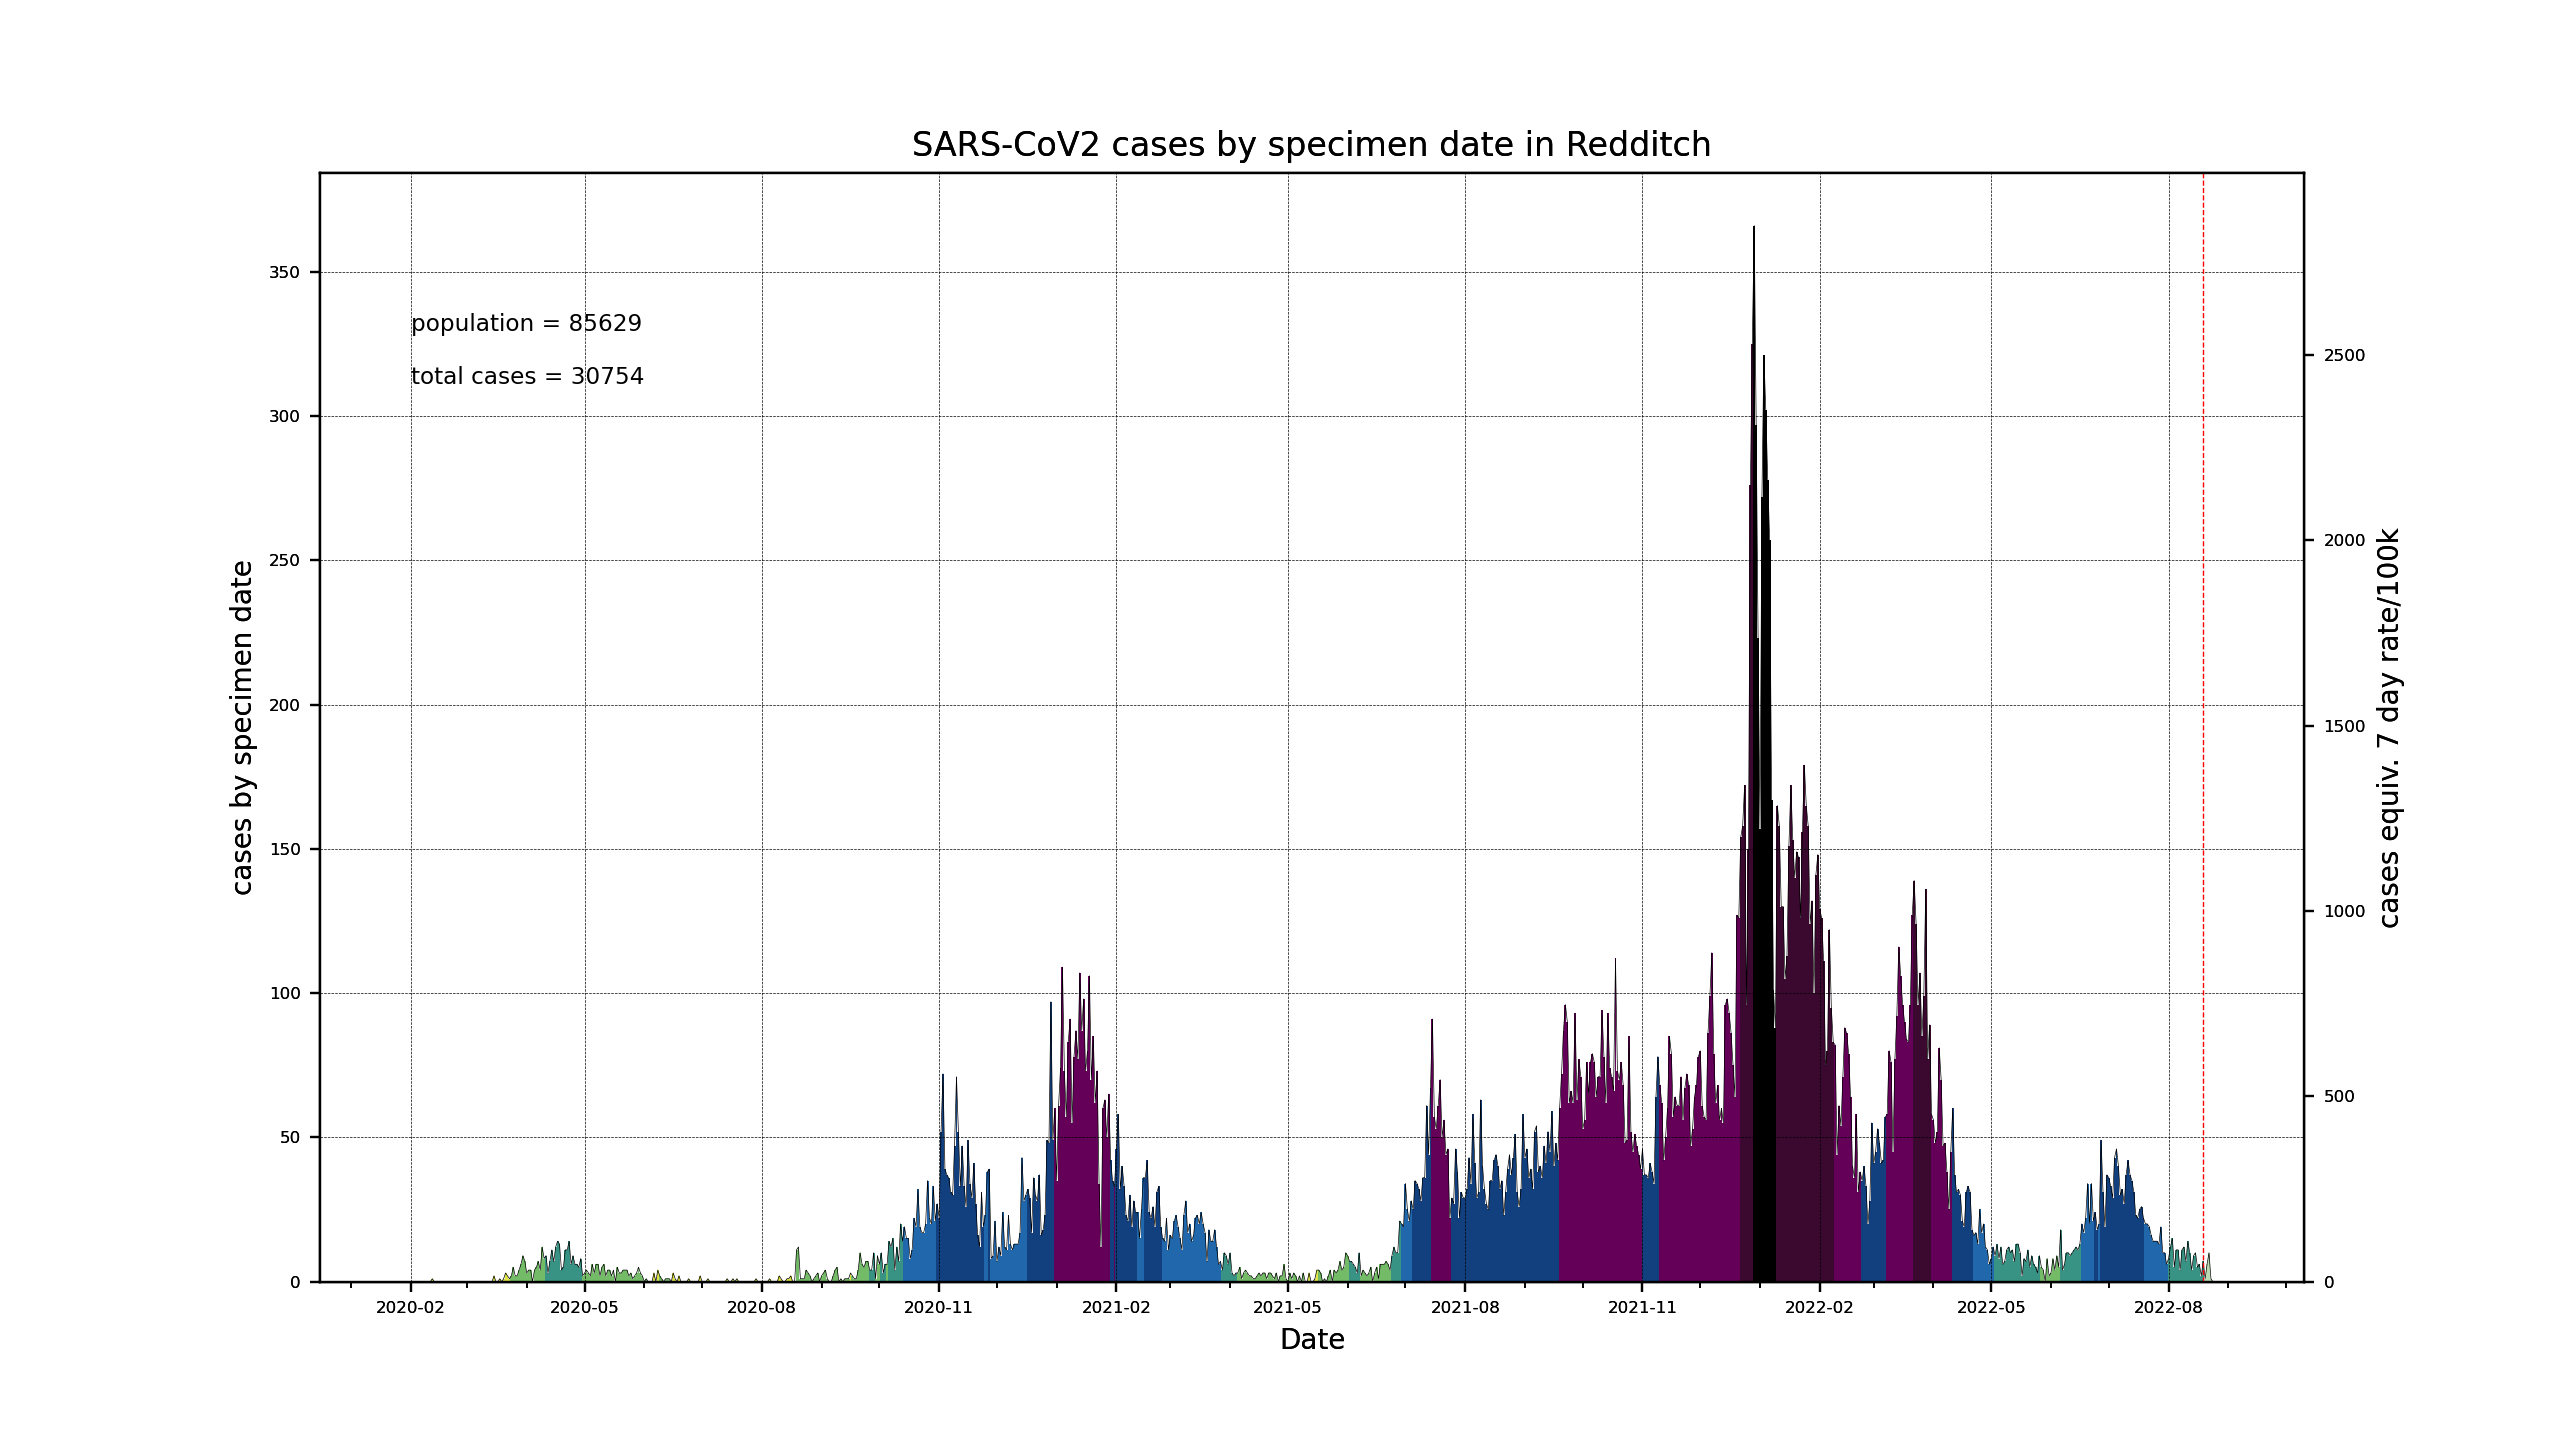 SARS-CoV2 cases by specimen date in Redditch
population = 85629
total cases = 30754
cases by specimen date
350
300
250
200
150
100
50
0
2500
2000
1500
1000
500
0
cases equiv. 7 day rate/100k
2020-02 2020-05 2020-08 2020-11 2021-02 2021-05 2021-08 2021-11 2022-02 2022-05 2022-08
Date